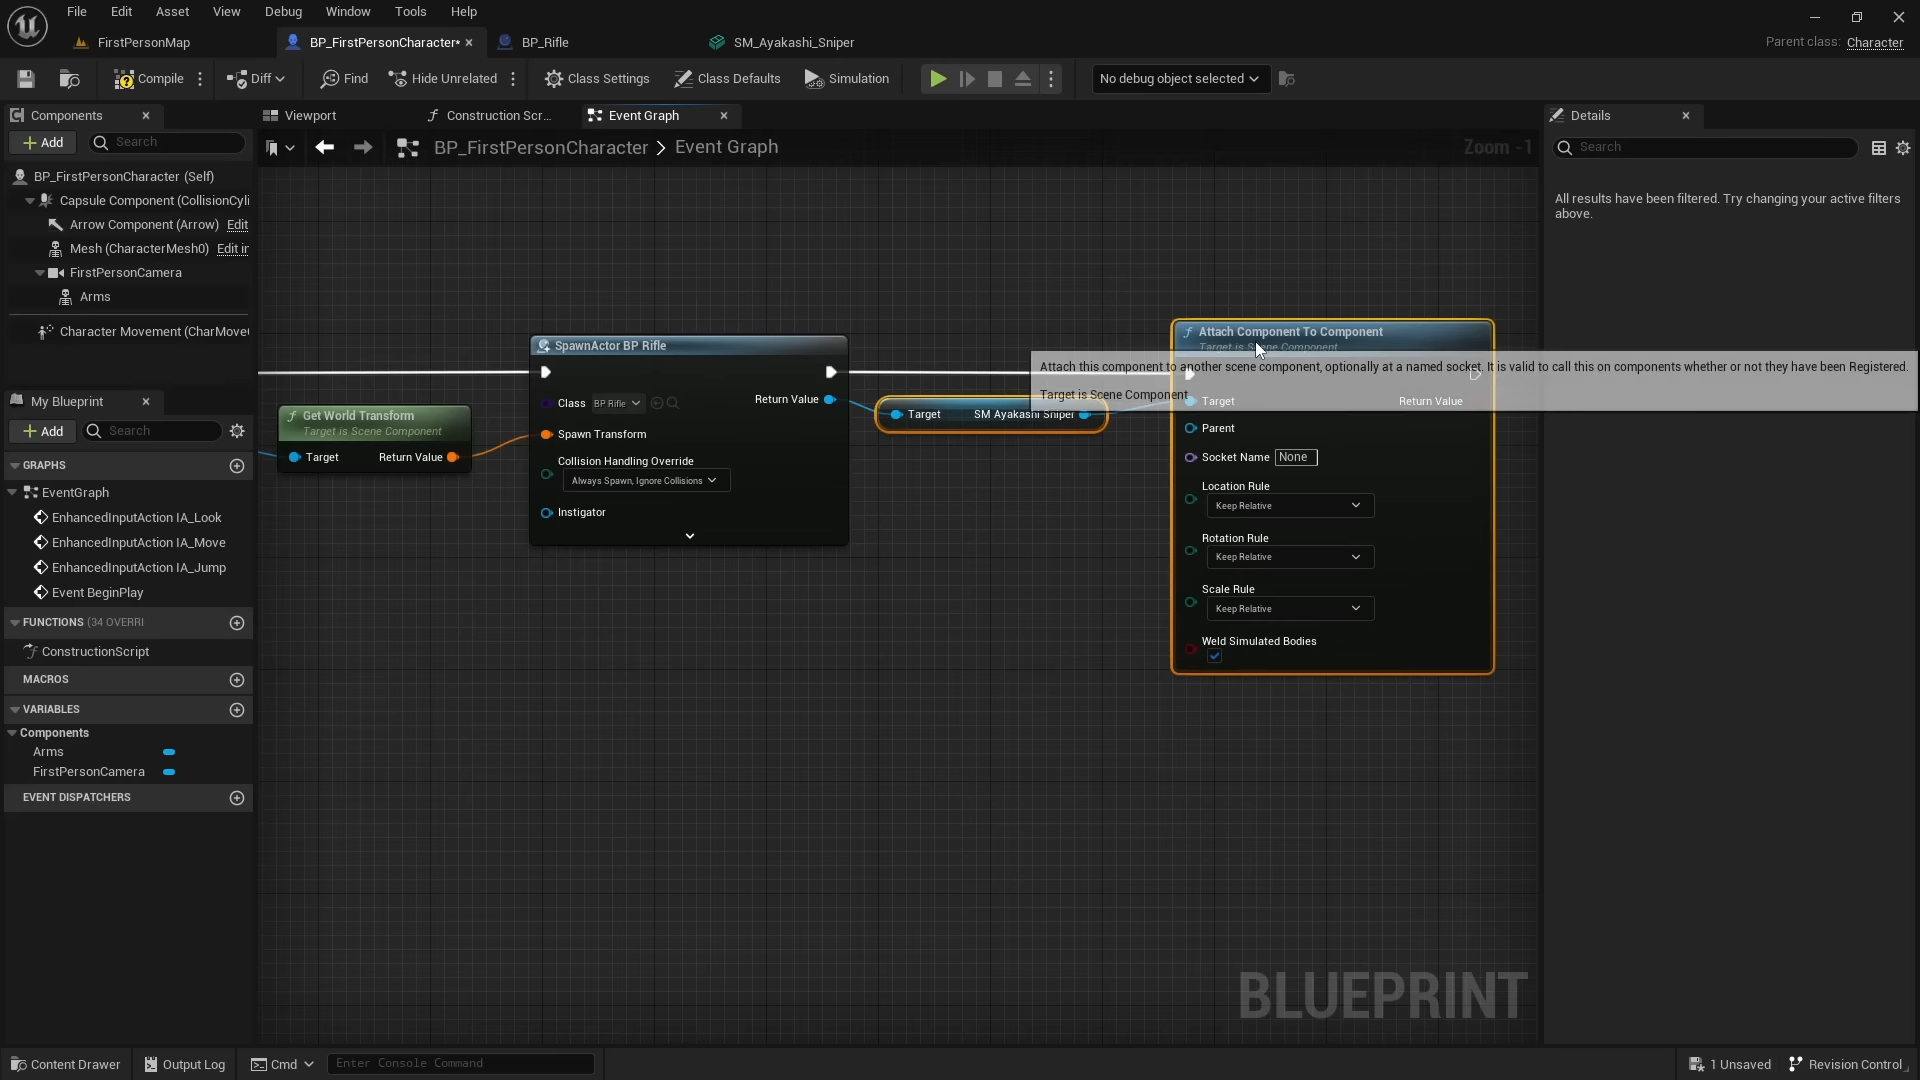 File Edit Asset View Debug Window Tools Help
FirstPersonMap BP_FirstPersonCharacter* BP_Rifle SM_Ayakashi_Sniper
Parent class: Character
Compile Diff Find Hide Unrelated Class Settings Class Defaults Simulation No debug object selected
Components
Add Search
BP_FirstPersonCharacter (Self)
Capsule Component (CollisionCyli
Arrow Component (Arrow) Edit
Mesh (CharacterMesh0) Edit ir
FirstPersonCamera
Arms
Character Movement (CharMove
My Blueprint
Add Search
GRAPHS
EventGraph
EnhancedInputAction IA_Look
EnhancedInputAction IA_Move
EnhancedInputAction IA_Jump
Event BeginPlay
FUNCTIONS (34 OVERRI
ConstructionScript
MACROS
VARIABLES
Components
Arms
FirstPersonCamera
EVENT DISPATCHERS
Viewport Construction Scr... Event Graph
BP_FirstPersonCharacter > Event Graph
Zoom -1
Get World Transform
Target is Scene Component
Target Return Value
SpawnActor BP Rifle
Class BP Rifle Return Value
Spawn Transform
Collision Handling Override
Always Spawn, Ignore Collisions
Instigator
Target SM Ayakashi Sniper
Attach Component To Component
Target is Scene Component
Attach this component to another scene component, optionally at a named socket. It is valid to call this on components whether or not they have been Registered.
Target is Scene Component
Target Return Value
Parent
Socket Name None
Location Rule
Keep Relative
Rotation Rule
Keep Relative
Scale Rule
Keep Relative
Weld Simulated Bodies
BLUEPRINT
Details
Search
All results have been filtered. Try changing your active filters
above.
Content Drawer Output Log Cmd Enter Console Command 1 Unsaved Revision Control